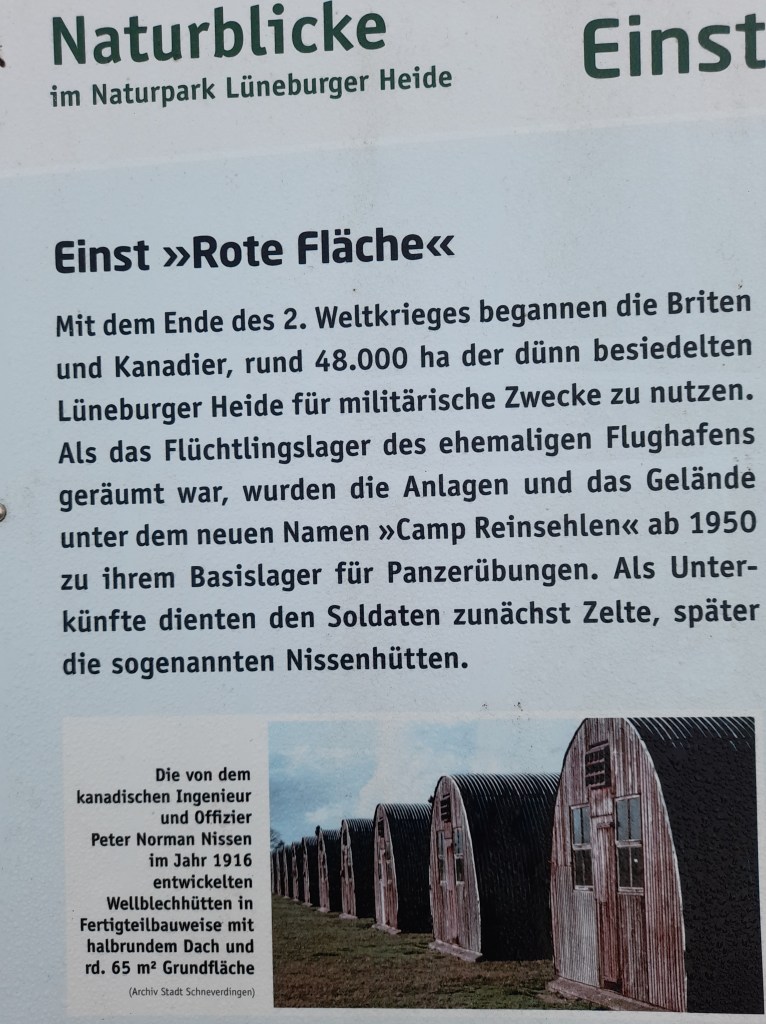 Naturblicke
im Naturpark Lüneburger Heide
Einst
Einst »Rote Fläche«
Mit dem Ende des 2. Weltkrieges begannen die Briten
und Kanadier, rund 48.000 ha der dünn besiedelten
Lüneburger Heide für militärische Zwecke zu nutzen.
Als das Flüchtlingslager des ehemaligen Flughafens
geräumt war, wurden die Anlagen und das Gelände
unter dem neuen Namen »Camp Reinsehlen« ab 1950
zu ihrem Basislager für Panzerübungen. Als Unter-
künfte dienten den Soldaten zunächst Zelte, später
die sogenannten Nissenhütten.
Die von dem
kanadischen Ingenieur
und Offizier
Peter Norman Nissen
im Jahr 1916
entwickelten
Wellblechhütten in
Fertigteilbauweise mit
halbrundem Dach und
rd. 65 m² Grundfläche
(Archiv Stadt Schneverdingen)